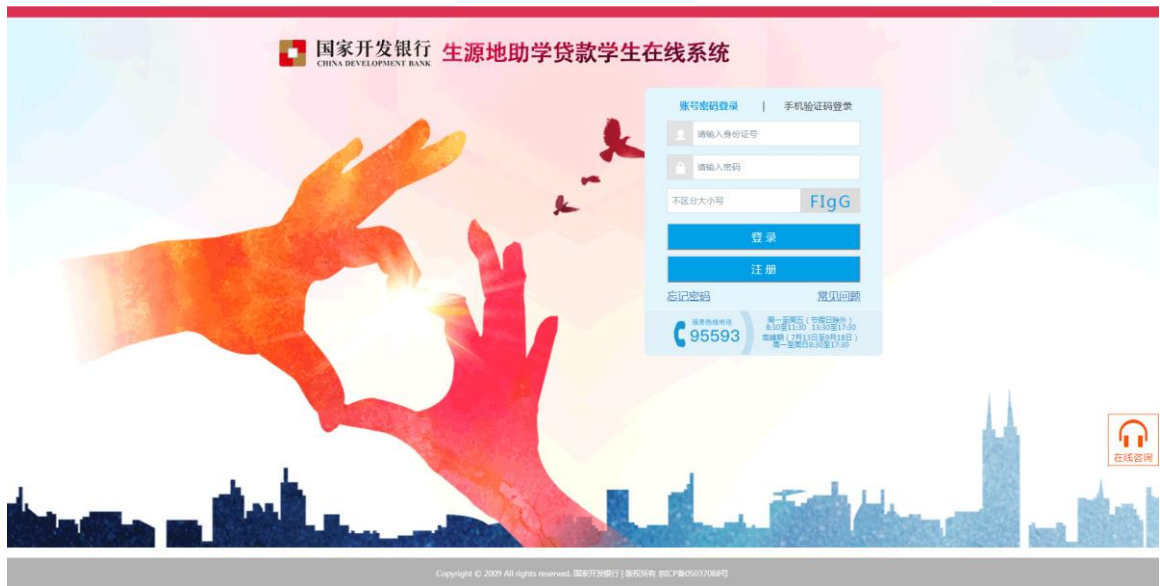 国家开发银行 生源地助学贷款学生在线系统
CHINA DEVELOPMENT BANK
账号密码登录 | 手机验证码登录
请输入身份证号
请输入密码
不区分大小写 FIgG
登 录
注 册
忘记密码 常见问题
服务热线电话
95593
周一至周五（节假日除外）
8:30至11:30 13:30至17:30
高峰期（7月13日至9月18日）
周一至周日8:30至17:30
在线咨询
Copyright © 2009 All rights reserved. 国家开发银行 | 版权所有 京ICP备05037088号